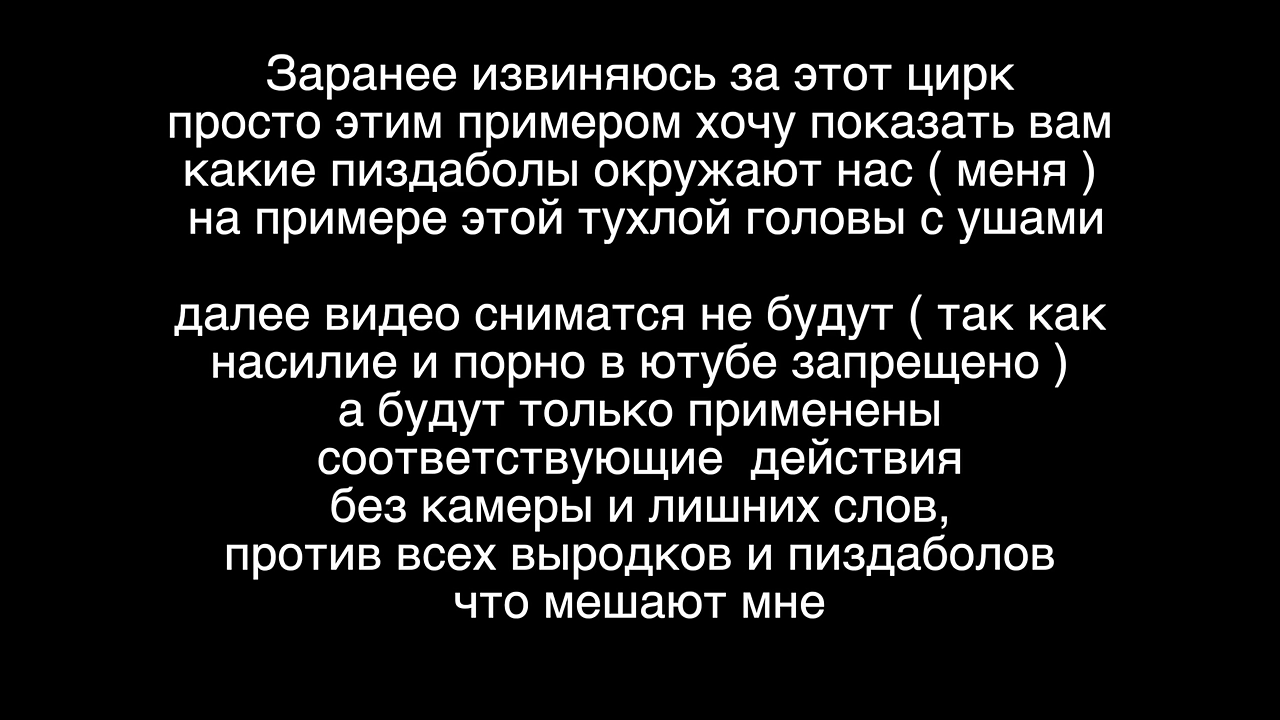 Заранее извиняюсь за этот цирк
просто этим примером хочу показать вам
какие пиздаболы окружают нас ( меня )
на примере этой тухлой головы с ушами
далее видео сниматся не будут ( так как
насилие и порно в ютубе запрещено )
а будут только применены
соответствующие  действия
без камеры и лишних слов,
против всех выродков и пиздаболов
что мешают мне